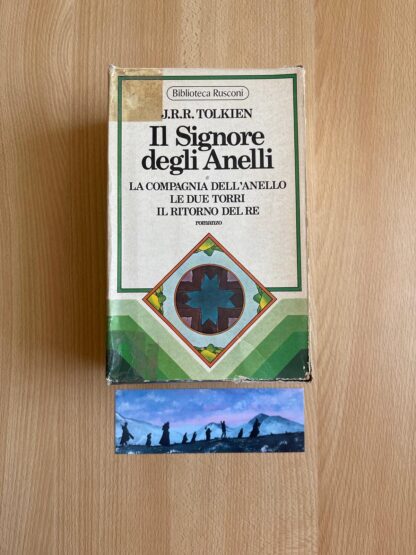 Biblioteca Rusconi
J.R.R. TOLKIEN
Il Signore
degli Anelli
LA COMPAGNIA DELL'ANELLO
LE DUE TORRI
IL RITORNO DEL RE
romanzo